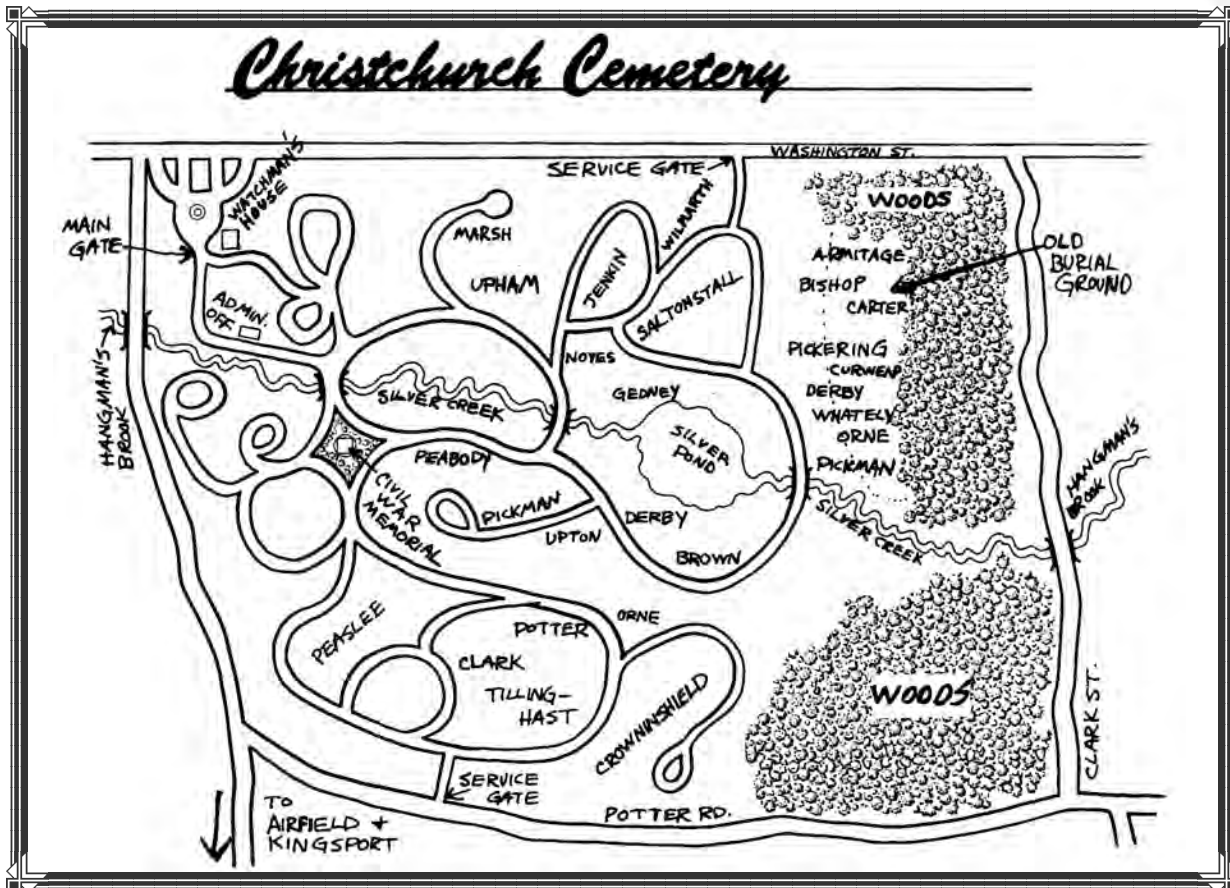 Christchurch Cemetery
WASHINGTON ST.
SERVICE GATE
WATCHMAN'S
HOUSE
MAIN
GATE
WILMARTH
WOODS
MARSH
ARMITAGE
OLD
BURIAL
GROUND
UPHAM
JENKIN
SALTONSTALL
BISHOP
CARTER
ADMIN.
OFF.
HANGMAN'S
BROOK
NOYES
PICKERING
CURWEN
GEDNEY
DERBY
SILVER CREEK
WHATELY
ORNE
SILVER
POND
PEABODY
PICKMAN
HANGMAN'S
BROOK
CIVIL
WAR
MEMORIAL
PICKMAN
UPTON
DERBY
SILVER CREEK
BROWN
PEASLEE
POTTER
ORNE
CLARK
TILLING-
HAST
CROWNINSHIELD
WOODS
CLARK ST.
SERVICE
GATE
POTTER RD.
TO
AIRFIELD +
KINGSPORT